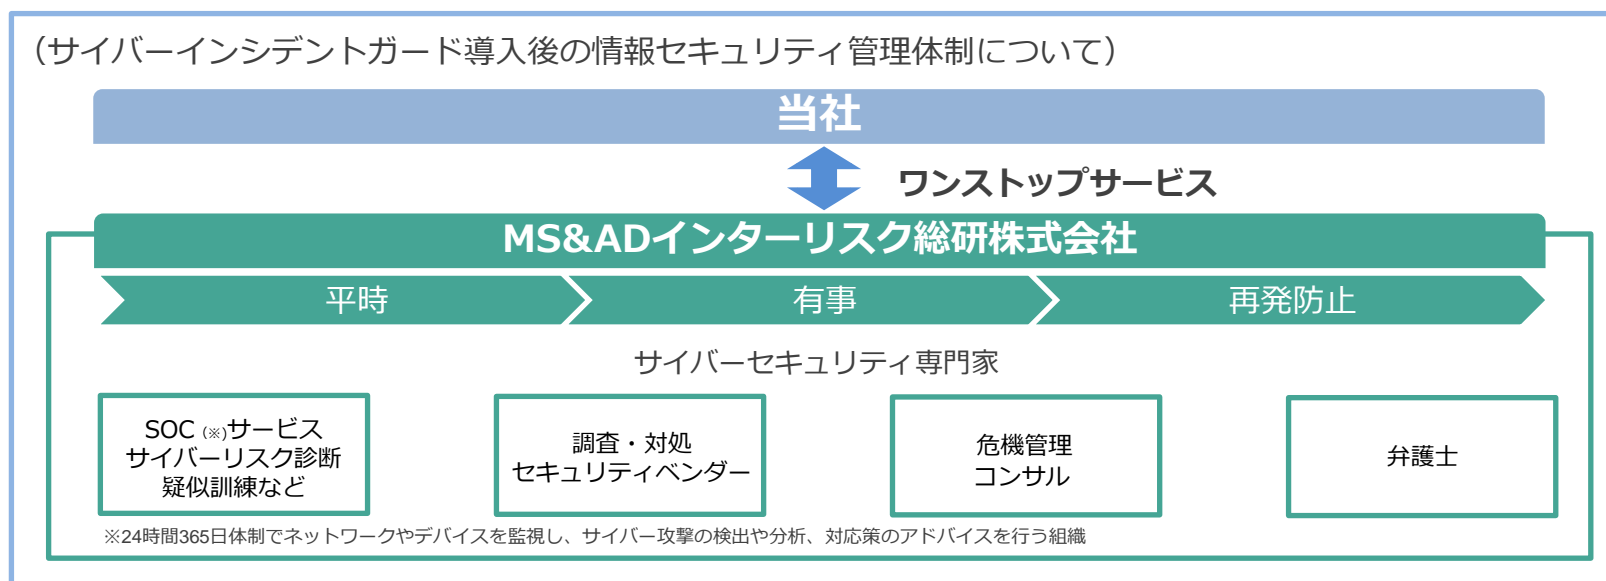 （サイバーインシデントガード導入後の情報セキュリティ管理体制について）
当社
ワンストップサービス
MS&ADインターリスク総研株式会社
平時
有事
再発防止
サイバーセキュリティ専門家
SOC（※）サービス
サイバーリスク診断
疑似訓練など
調査・対処
セキュリティベンダー
危機管理
コンサル
弁護士
※24時間365日体制でネットワークやデバイスを監視し、サイバー攻撃の検出や分析、対応策のアドバイスを行う組織